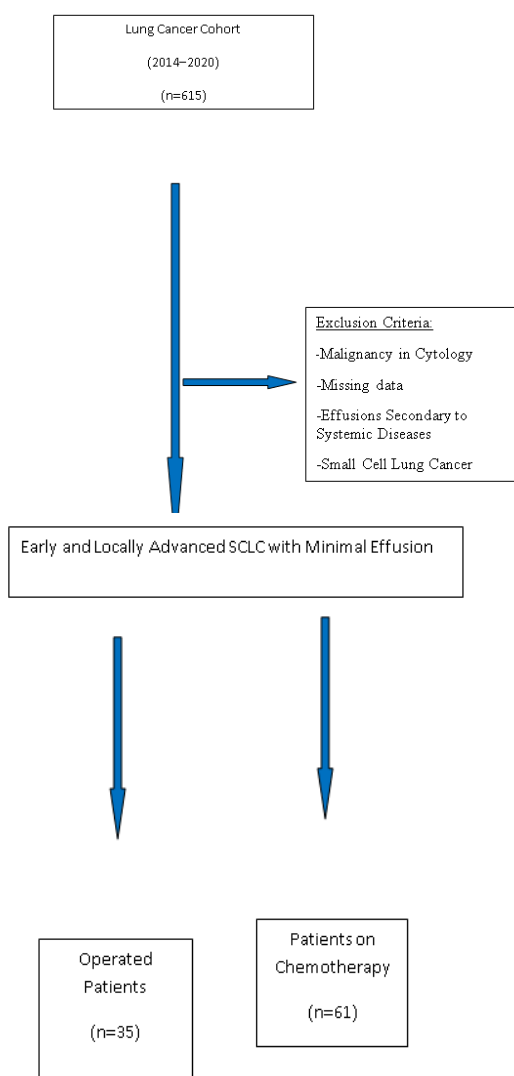 Lung Cancer Cohort
(2014–2020)
(n=615)
Exclusion Criteria:
-Malignancy in Cytology
-Missing data
-Effusions Secondary to
Systemic Diseases
-Small Cell Lung Cancer
Early and Locally Advanced SCLC with Minimal Effusion
Operated
Patients
(n=35)
Patients on
Chemotherapy
(n=61)